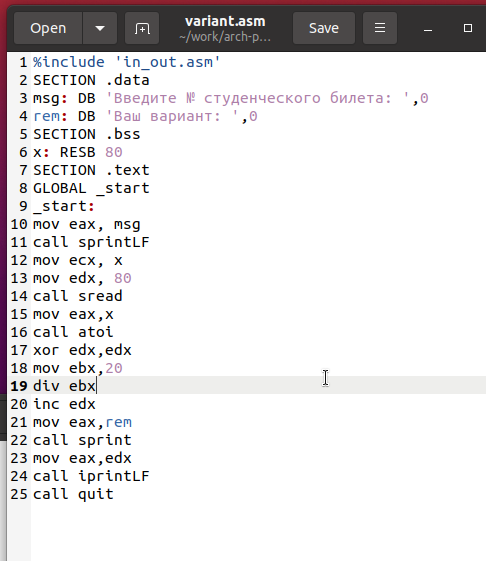 Open
variant.asm
~/work/arch-p...
Save
1 %include 'in_out.asm'
2 SECTION .data
3 msg: DB 'Введите № студенческого билета: ',0
4 rem: DB 'Ваш вариант: ',0
5 SECTION .bss
6 x: RESB 80
7 SECTION .text
8 GLOBAL _start
9 _start:
10 mov eax, msg
11 call sprintLF
12 mov ecx, x
13 mov edx, 80
14 call sread
15 mov eax,x
16 call atoi
17 xor edx,edx
18 mov ebx,20
19 div ebx
20 inc edx
21 mov eax,rem
22 call sprint
23 mov eax,edx
24 call iprintLF
25 call quit